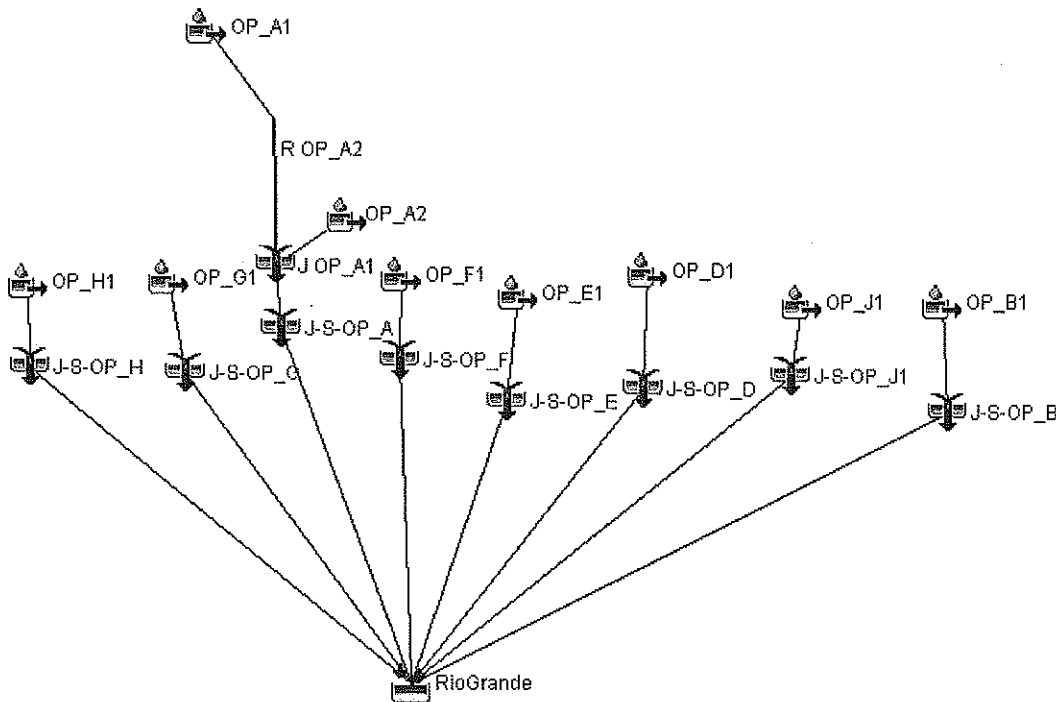 OP_A1
R OP_A2
OP_A2
J OP_A1
OP_H1
OP_G1
OP_F1
OP_E1
OP_D1
OP_J1
OP_B1
J-S-OP_A
J-S-OP_H
J-S-OP_G
J-S-OP_F
J-S-OP_E
J-S-OP_D
J-S-OP_J1
J-S-OP_B
RioGrande